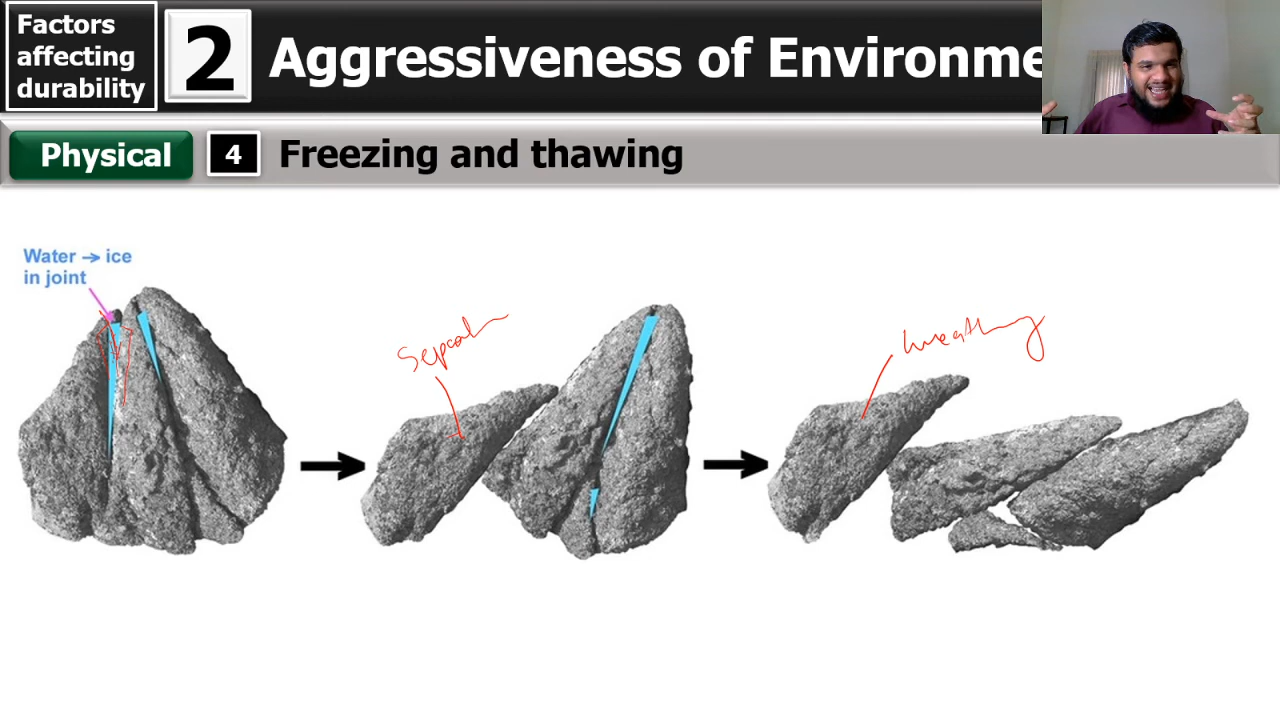 Factors
affecting
durability
2
Aggressiveness of Environme
Physical
4
Freezing and thawing
Water → ice
in joint